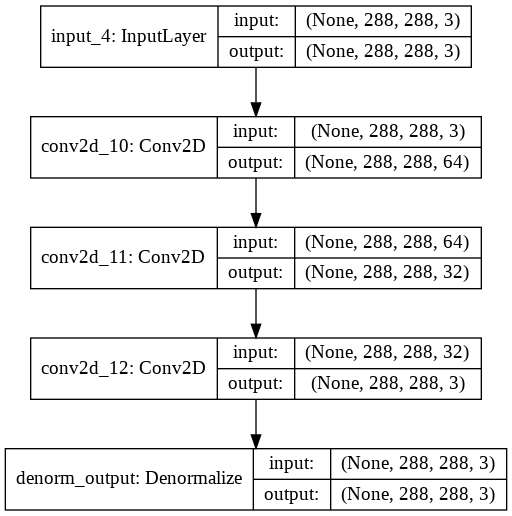 input_4: InputLayer
input: (None, 288, 288, 3)
output: (None, 288, 288, 3)
conv2d_10: Conv2D
input: (None, 288, 288, 3)
output: (None, 288, 288, 64)
conv2d_11: Conv2D
input: (None, 288, 288, 64)
output: (None, 288, 288, 32)
conv2d_12: Conv2D
input: (None, 288, 288, 32)
output: (None, 288, 288, 3)
denorm_output: Denormalize
input: (None, 288, 288, 3)
output: (None, 288, 288, 3)